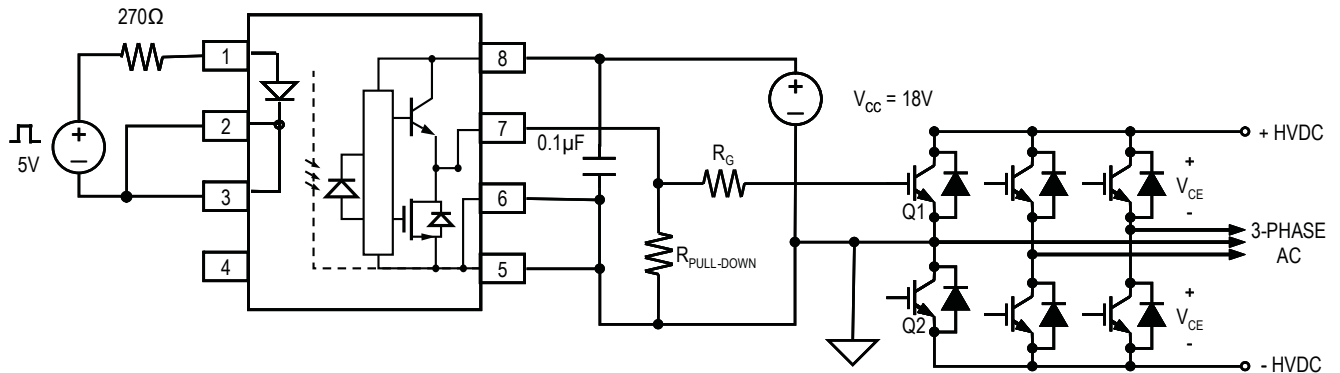 270Ω
+
−
5V
1
2
3
4
8
7
6
5
0.1µF
+
−
V_CC = 18V
R_G
R_PULL-DOWN
+ HVDC
Q1
+
V_CE
-
3-PHASE
AC
Q2
+
V_CE
-
- HVDC